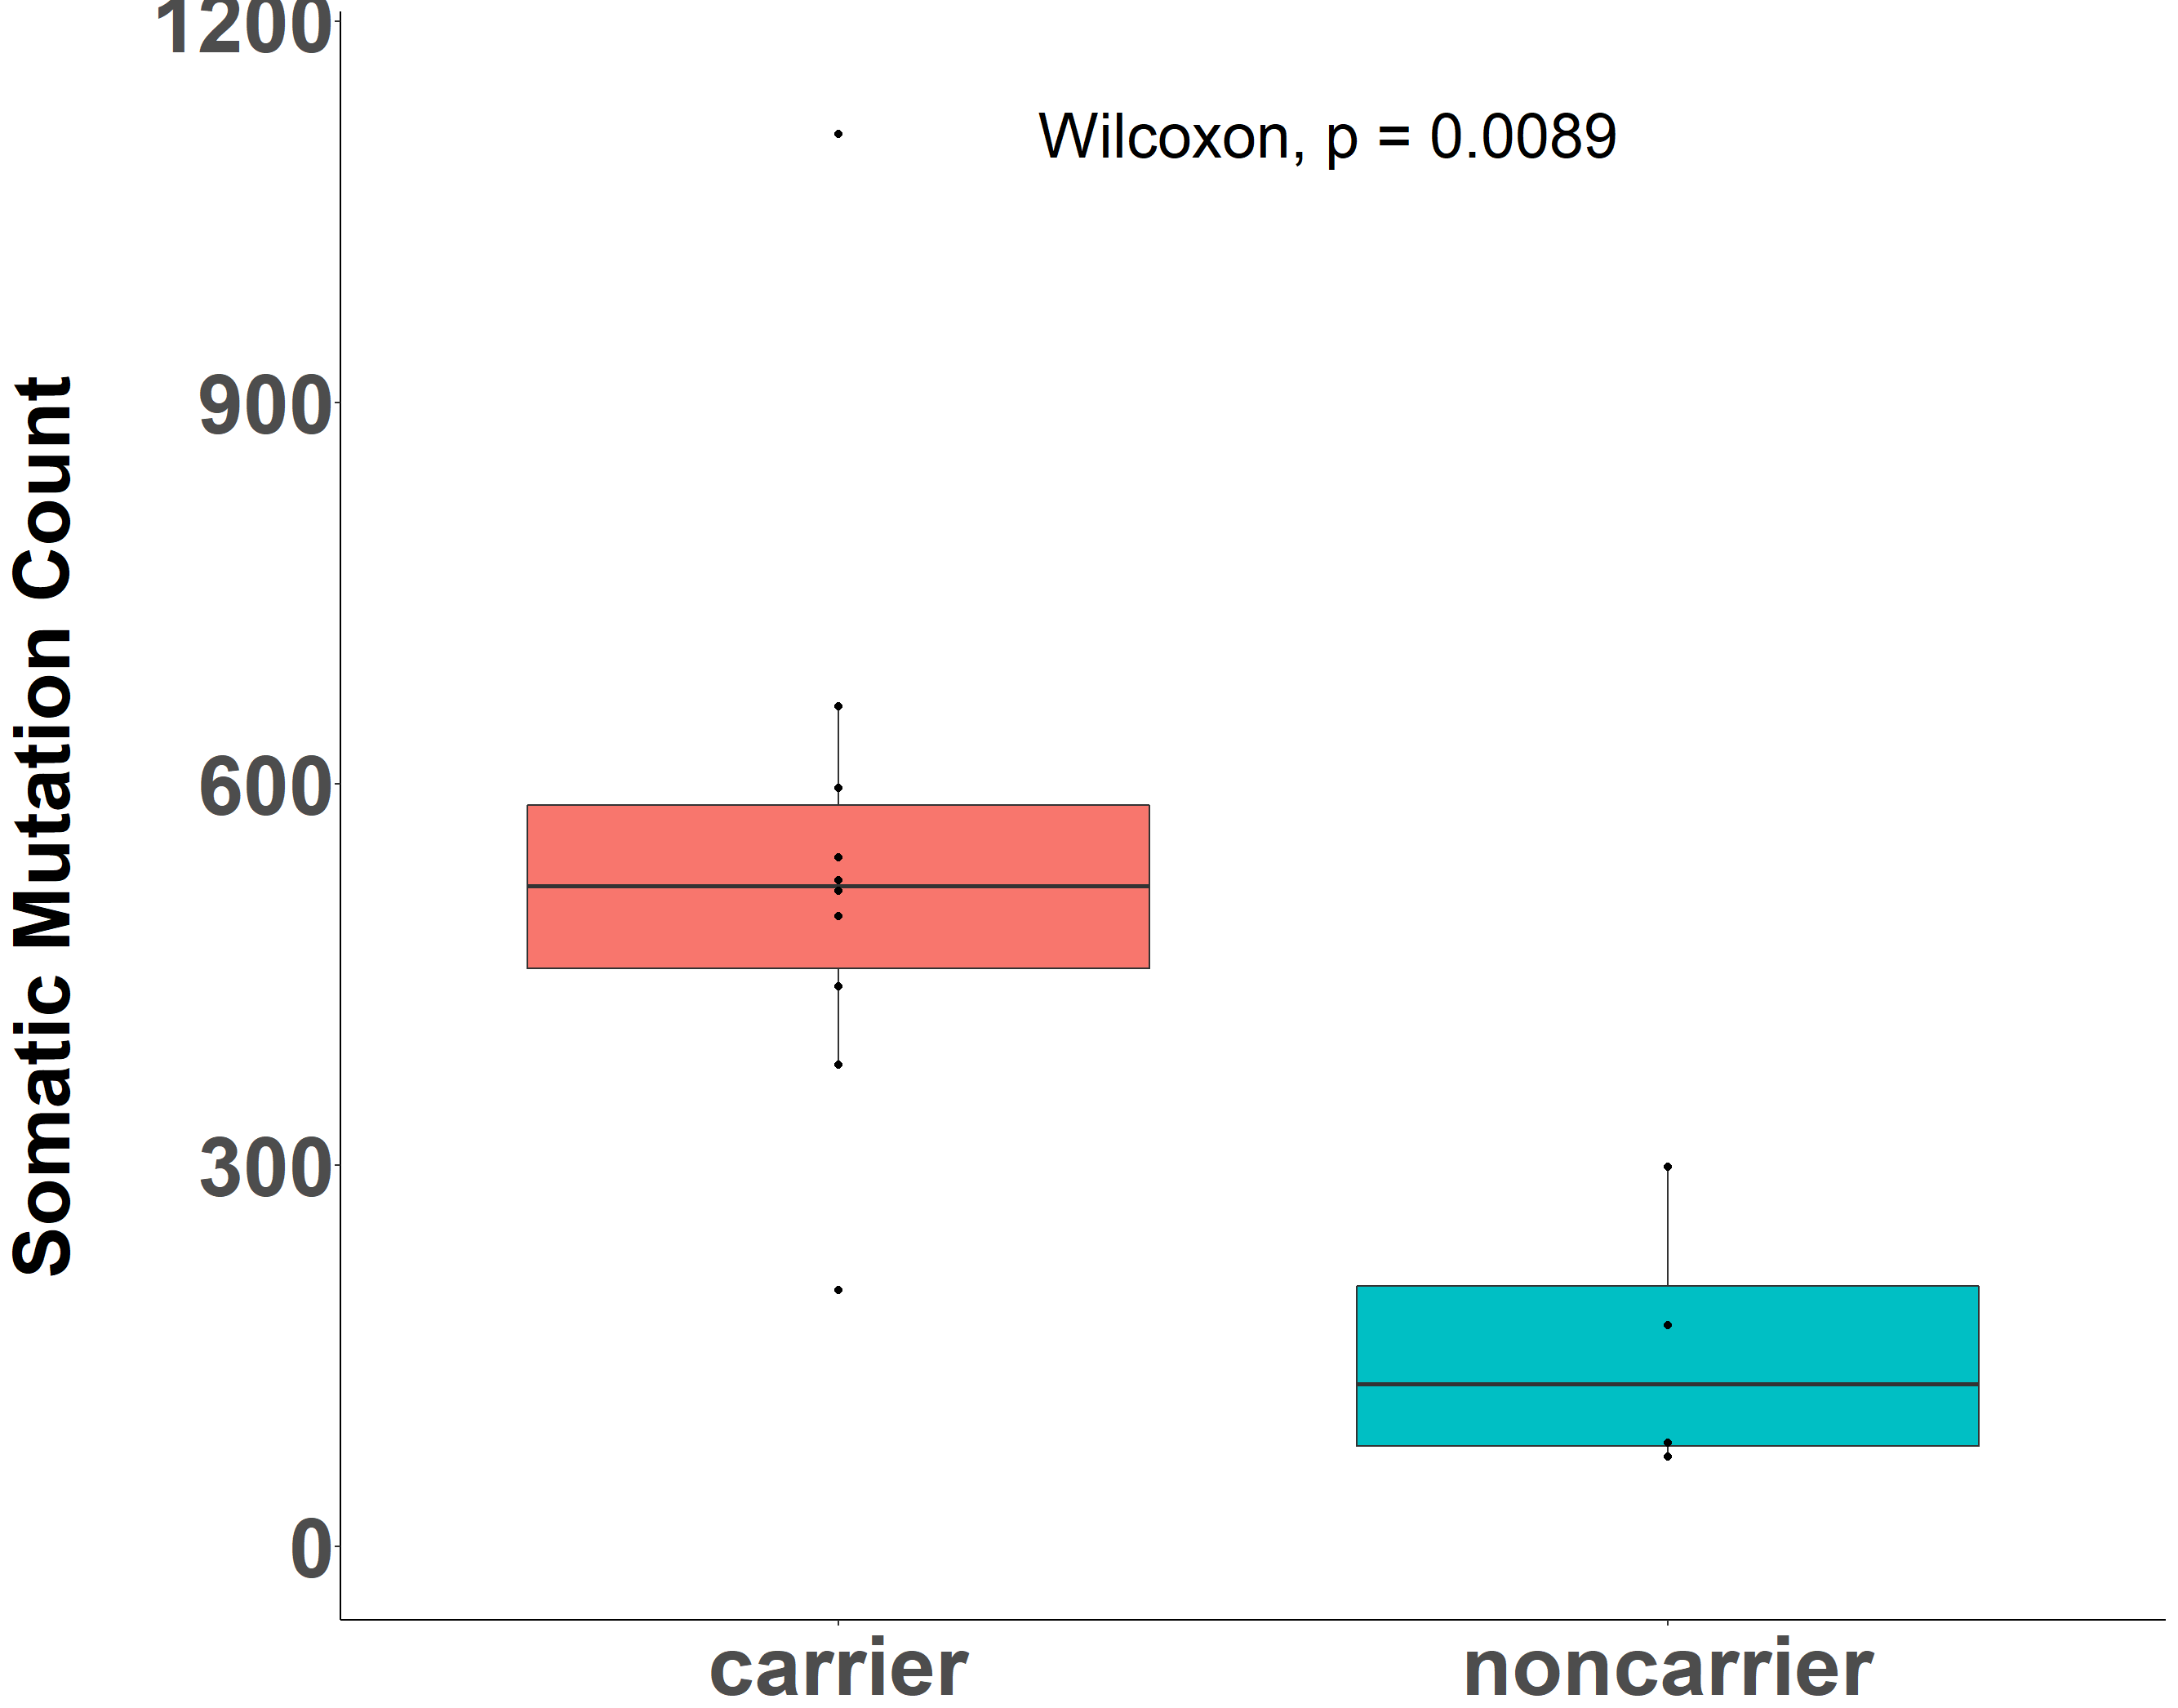 Somatic Mutation Count
1200
900
600
300
0
Wilcoxon, p = 0.0089
carrier
noncarrier